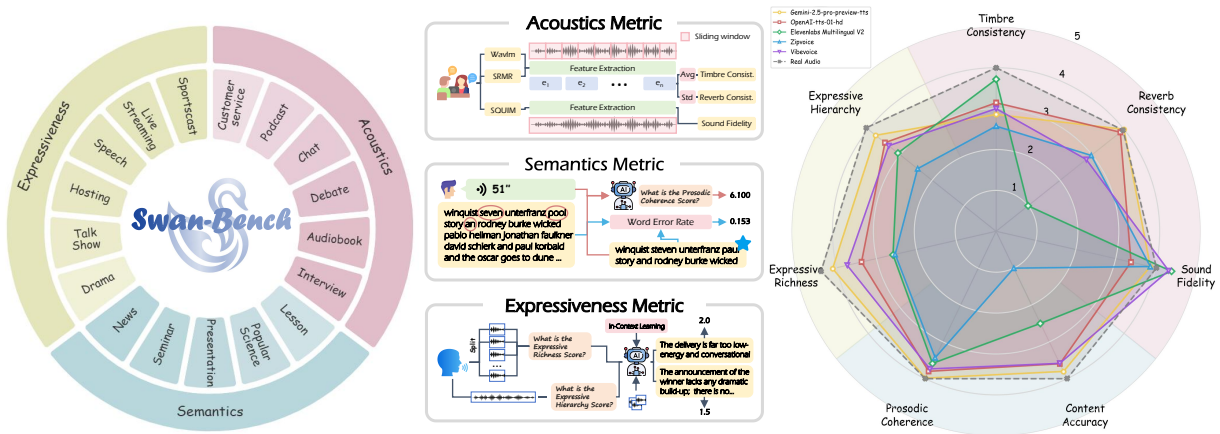 Expressiveness
Acoustics
Semantics
Sportscast
Live
Streaming
Speech
Hosting
Talk
Show
Drama
Customer
service
Podcast
Chat
Debate
Audiobook
Interview
News
Seminar
Presentation
Popular
Science
Lesson
Swan-Bench
Acoustics Metric
Sliding window
Wavlm
SRMR
Feature Extraction
e1
e2
•••
en
Avg
Timbre Consist.
Std
Reverb Consist.
SQUIM
Feature Extraction
Sound Fidelity
Semantics Metric
51"
AI
What is the Prosodic
Coherence Score?
6.100
winquist seven unterfranz pool
story an rodney burke wicked
pablo hellman jonathan faulkner
david schierk and paul korbald
and the oscar goes to dune ...
Word Error Rate
0.153
winquist steven unterfranz paul
story and rodney burke wicked
Expressiveness Metric
Split
...
What is the
Expressive
Richness Score?
What is the
Expressive
Hierarchy Score?
In-Context Learning
AI
2.0
The delivery is far too low-
energy and conversational
The announcement of the
winner lacks any dramatic
build-up; there is no...
1.5
Gemini-2.5-pro-preview-tts
OpenAI-tts-01-hd
Elevenlabs Multilingual V2
Zipvoice
Vibevoice
Real Audio
Timbre
Consistency
5
4
3
2
1
Expressive
Hierarchy
Reverb
Consistency
Expressive
Richness
Sound
Fidelity
Prosodic
Coherence
Content
Accuracy